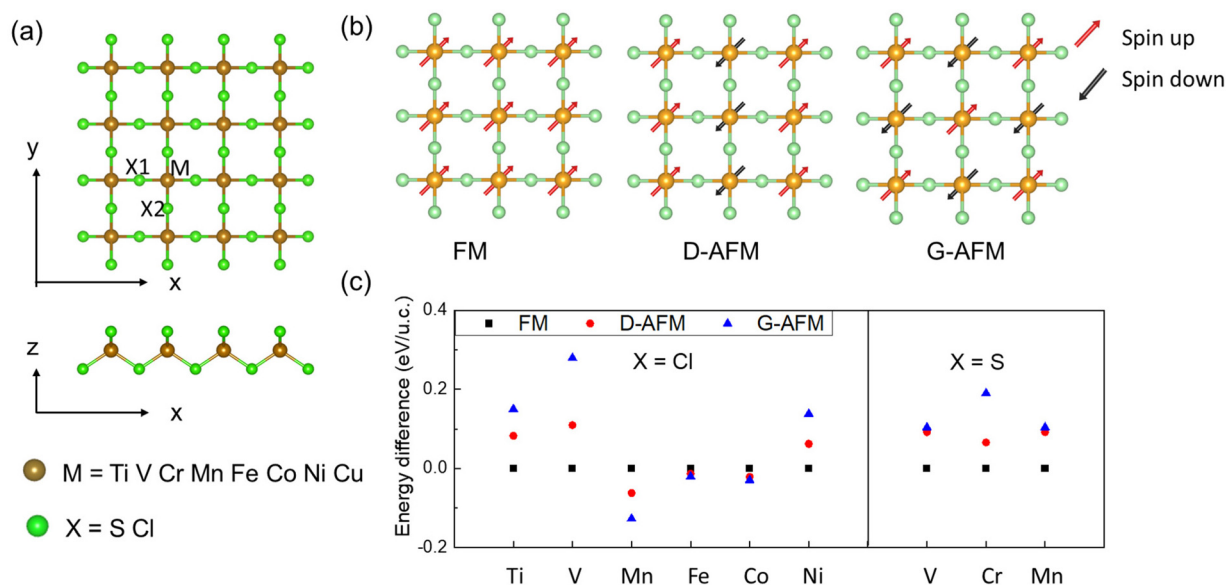 (a)
y
X1
M
X2
x
z
x
M = Ti V Cr Mn Fe Co Ni Cu
X = S Cl
(b)
Spin up
Spin down
FM
D-AFM
G-AFM
(c)
Energy difference (eV/u.c.)
0.4
0.2
0.0
-0.2
FM
D-AFM
G-AFM
X = Cl
X = S
Ti
V
Mn
Fe
Co
Ni
V
Cr
Mn